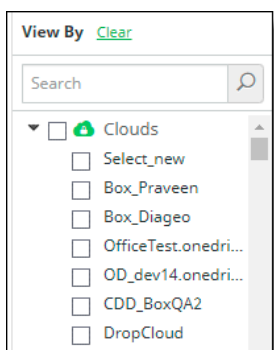 View By Clear
Search
Clouds
Select_new
Box_Praveen
Box_Diageo
OfficeTest.onedri...
OD_dev14.onedri...
CDD_BoxQA2
DropCloud